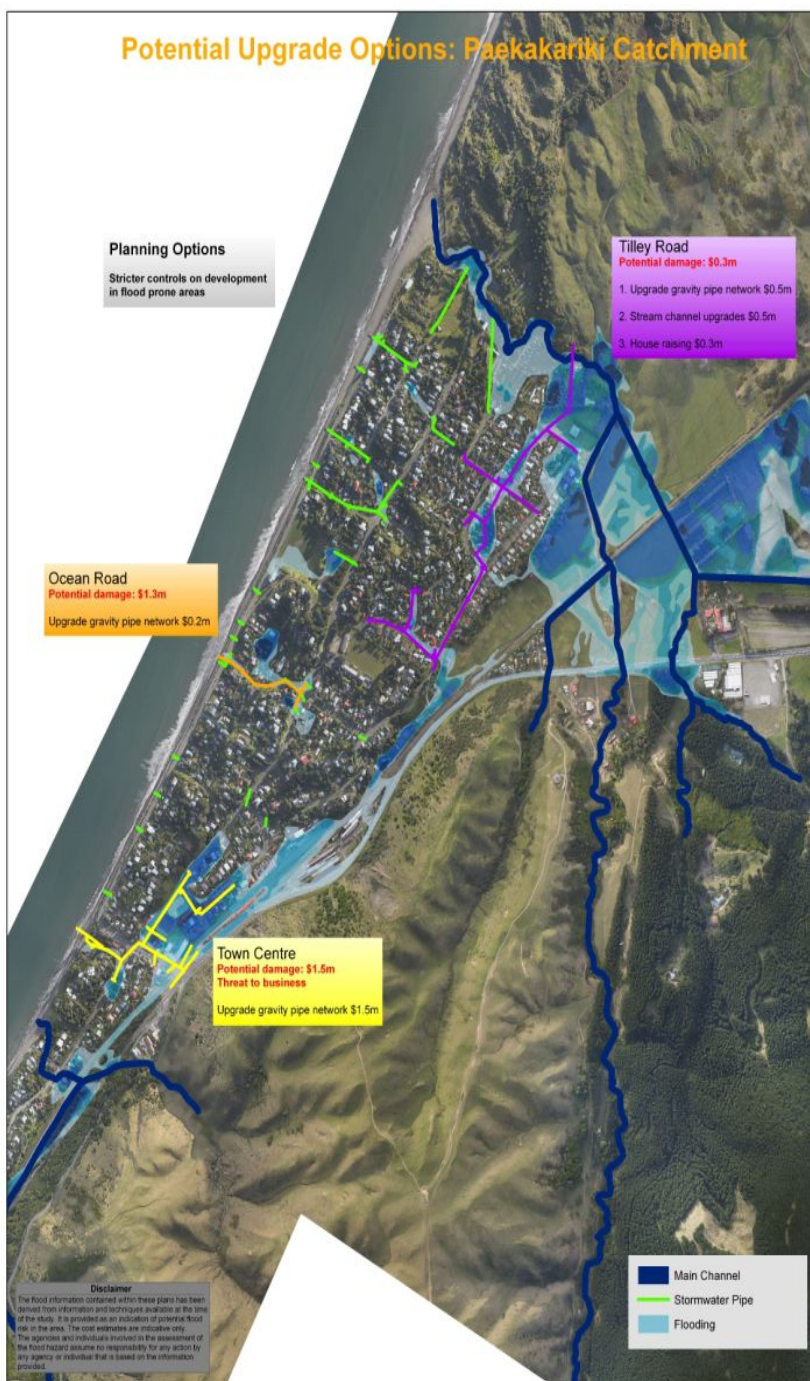 Potential Upgrade Options: Paekakariki Catchment
Planning Options
Stricter controls on development
in flood prone areas
Tilley Road
Potential damage: $0.3m
1. Upgrade gravity pipe network $0.5m
2. Stream channel upgrades $0.5m
3. House raising $0.3m
Ocean Road
Potential damage: $1.3m
Upgrade gravity pipe network $0.2m
Town Centre
Potential damage: $1.5m
Threat to business
Upgrade gravity pipe network $1.5m
Disclaimer
The flood information contained within these plans has been
derived from information and techniques available at the time
of the study. It is provided as an indication of potential flood
risk in the area. The cost estimates are indicative only.
The agencies and individuals involved in the assessment of
the flood hazard assume no responsibility for any action by
any agency or individual that is based on the information
provided.
Main Channel
Stormwater Pipe
Flooding